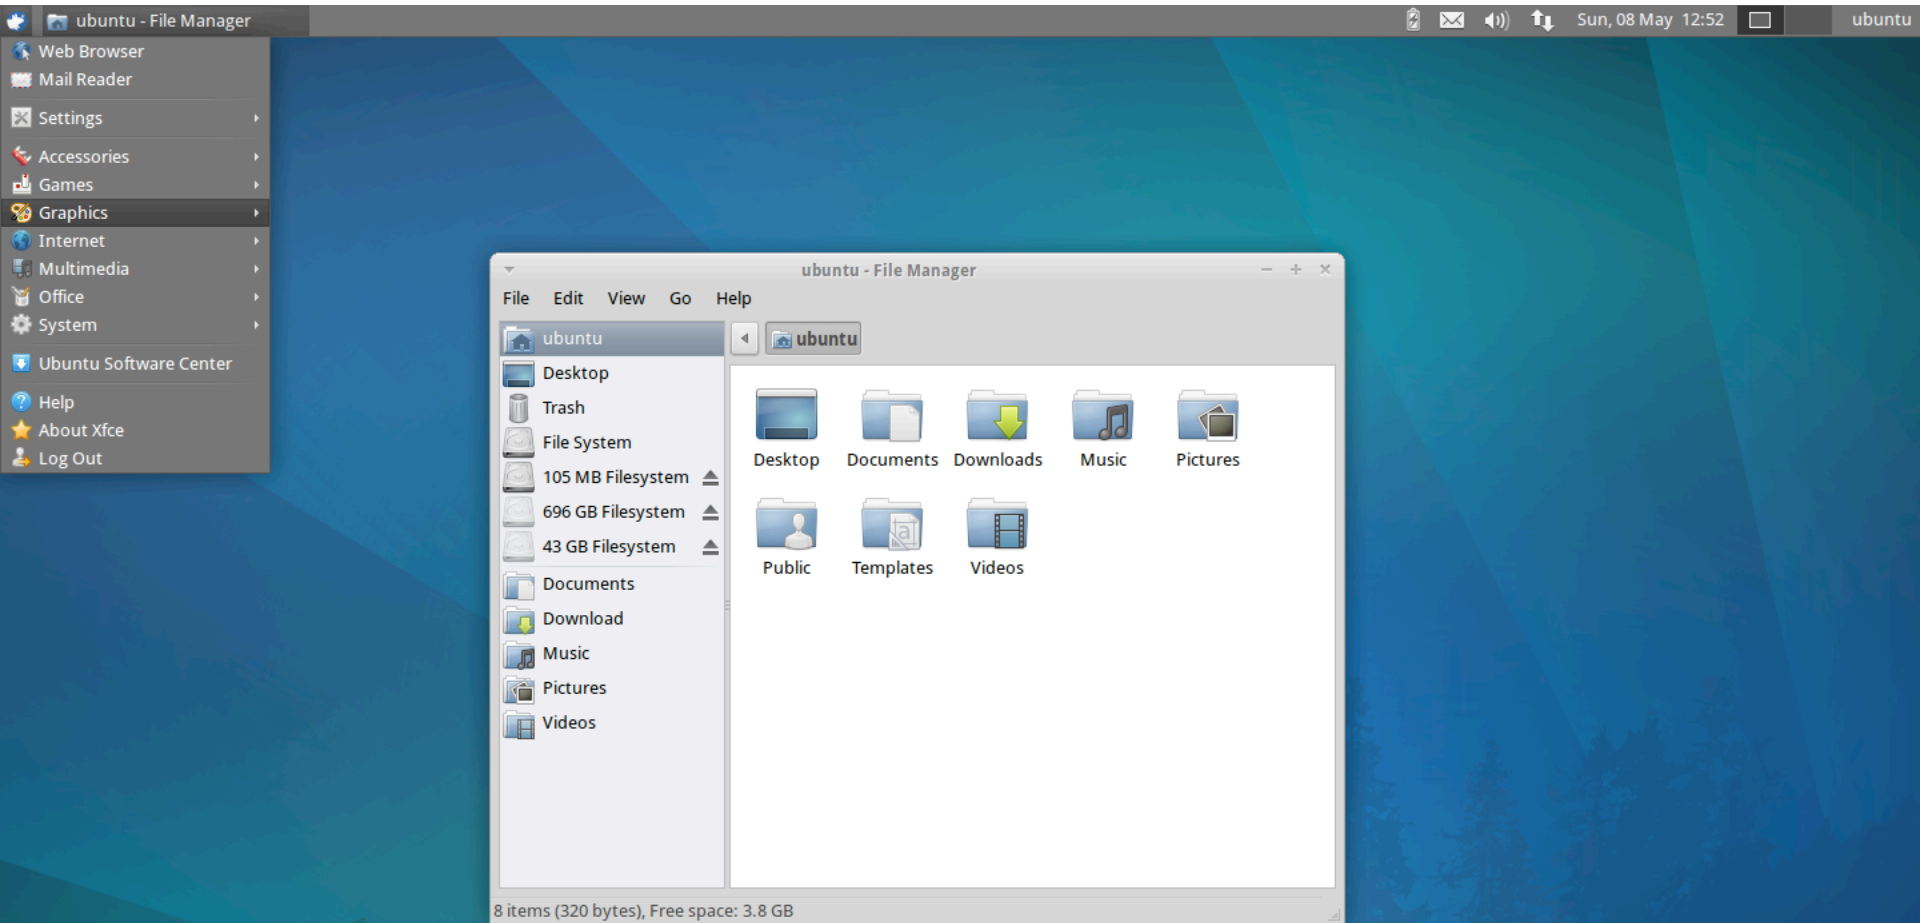 ubuntu - File Manager
Sun, 08 May 12:52
ubuntu
Web Browser
Mail Reader
Settings
Accessories
Games
Graphics
Internet
Multimedia
Office
System
Ubuntu Software Center
Help
About Xfce
Log Out
ubuntu - File Manager
File Edit View Go Help
ubuntu
Desktop
Trash
File System
105 MB Filesystem
696 GB Filesystem
43 GB Filesystem
Documents
Download
Music
Pictures
Videos
ubuntu
Desktop Documents Downloads Music Pictures
Public Templates Videos
8 items (320 bytes), Free space: 3.8 GB